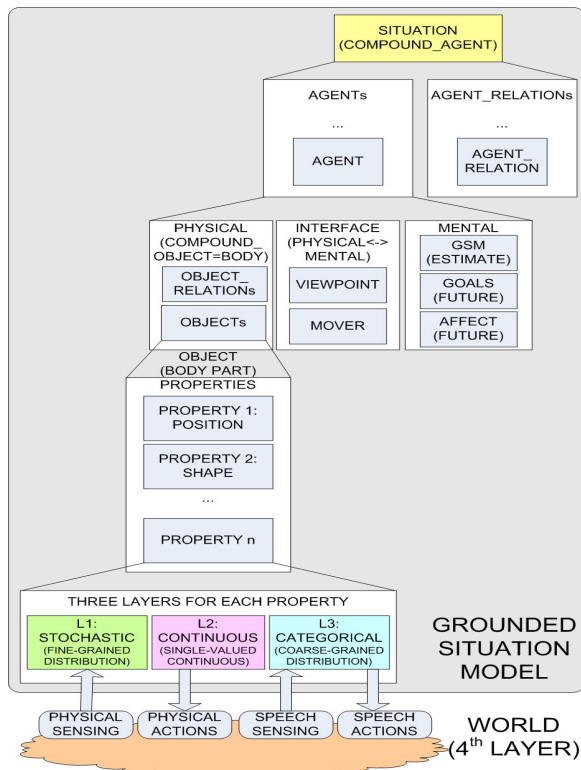 SITUATION
(COMPOUND_AGENT)
AGENTs
...
AGENT
AGENT_RELATIONs
...
AGENT_
RELATION
PHYSICAL
(COMPOUND_
OBJECT=BODY)
OBJECT_
RELATIONs
OBJECTs
INTERFACE
(PHYSICAL<->
MENTAL)
VIEWPOINT
MOVER
MENTAL
GSM
(ESTIMATE)
GOALS
(FUTURE)
AFFECT
(FUTURE)
OBJECT
(BODY PART)
PROPERTIES
PROPERTY 1:
POSITION
PROPERTY 2:
SHAPE
...
PROPERTY n
THREE LAYERS FOR EACH PROPERTY
L1:
STOCHASTIC
(FINE-GRAINED
DISTRIBUTION)
L2:
CONTINUOUS
(SINGLE-VALUED
CONTINUOUS)
L3:
CATEGORICAL
(COARSE-GRAINED
DISTRIBUTION)
GROUNDED
SITUATION
MODEL
PHYSICAL
SENSING
PHYSICAL
ACTIONS
SPEECH
SENSING
SPEECH
ACTIONS
WORLD
(4th LAYER)